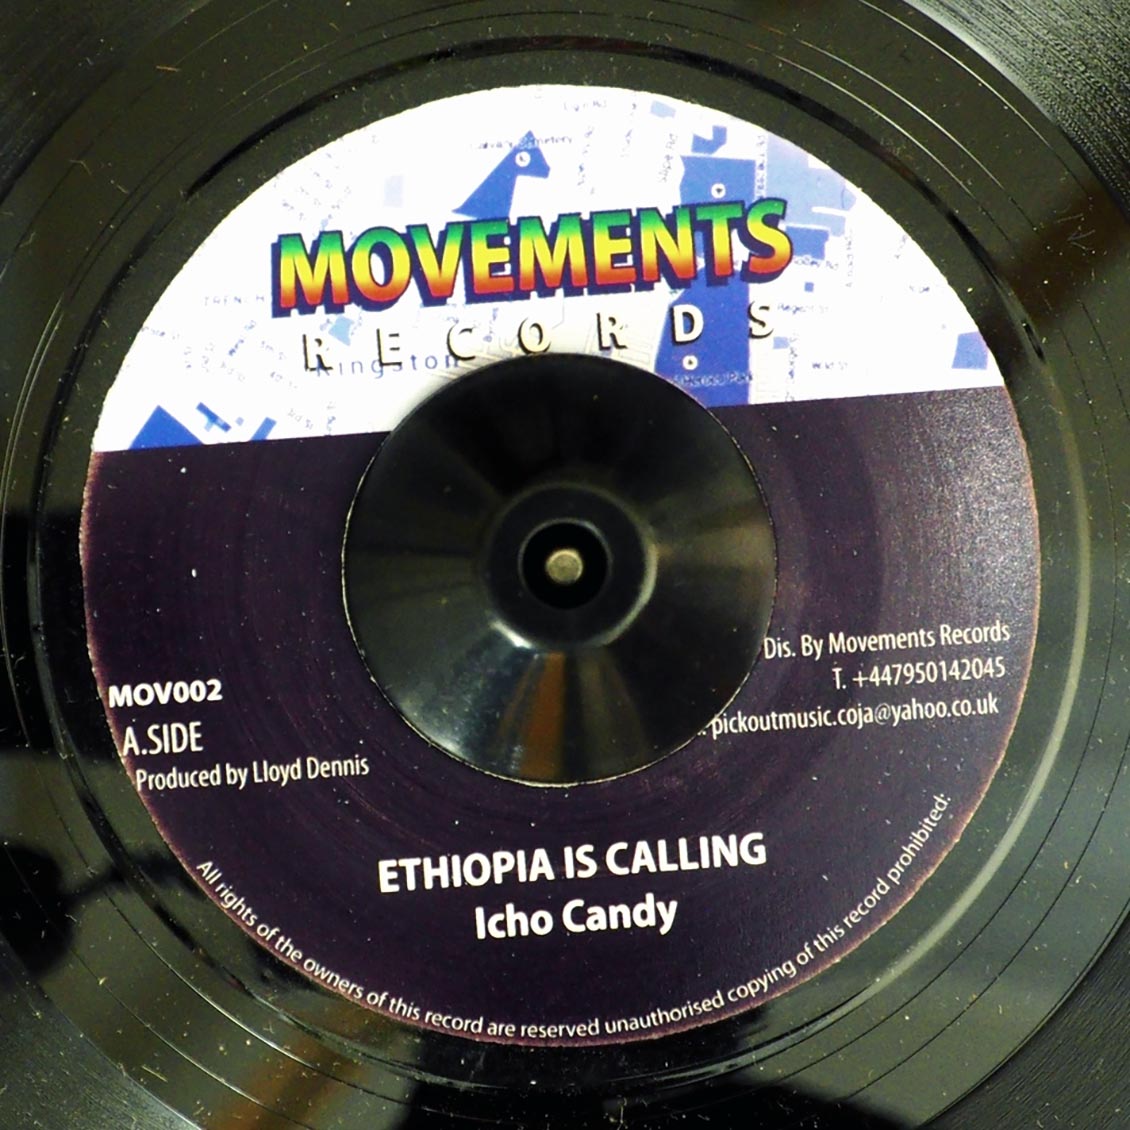 MOVEMENTS
RECORDS
Kingston
MOV002
A.SIDE
Produced by Lloyd Dennis
Dis. By Movements Records
T. +447950142045
pickoutmusic.coja@yahoo.co.uk
ETHIOPIA IS CALLING
Icho Candy
All rights of the owners of this record are reserved unauthorised copying of this record prohibited: